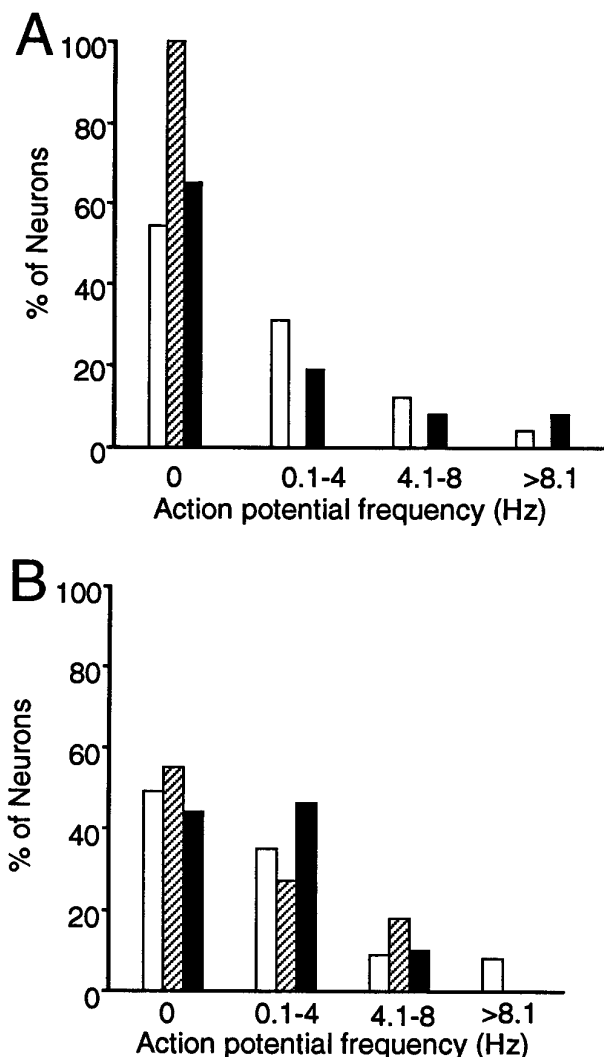 A
100
80
60
40
20
0
% of Neurons
0 0.1-4 4.1-8 >8.1
Action potential frequency (Hz)
B
100
80
60
40
20
0
% of Neurons
0 0.1-4 4.1-8 >8.1
Action potential frequency (Hz)